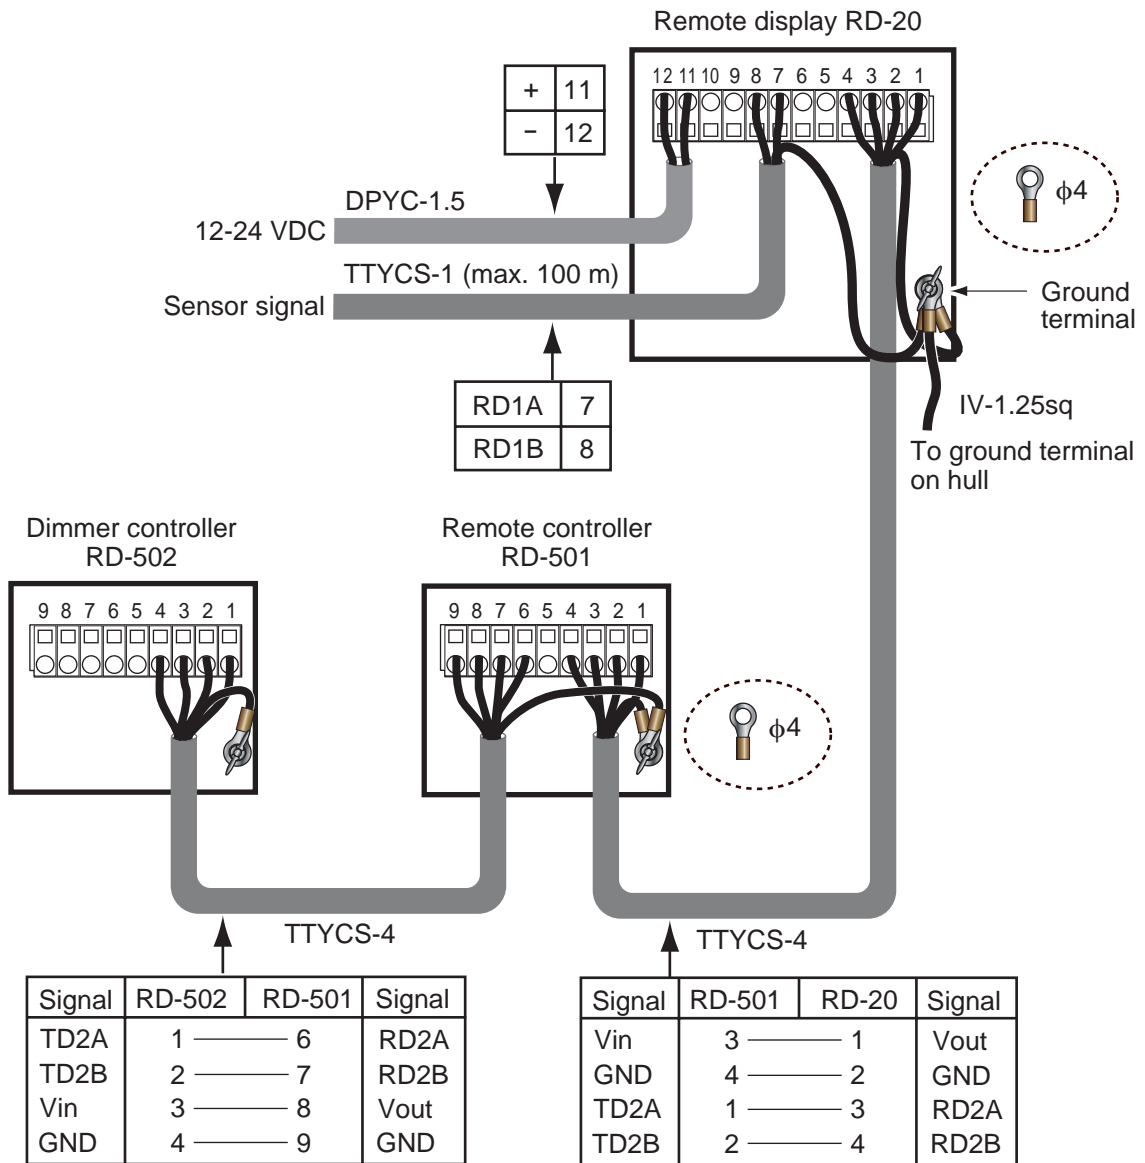 Remote display RD-20
12 11 10 9 8 7 6 5 4 3 2 1
+ 11
− 12
ϕ4
DPYC-1.5
12-24 VDC
TTYCS-1 (max. 100 m)
Sensor signal
Ground
terminal
RD1A 7
RD1B 8
IV-1.25sq
To ground terminal
on hull
Dimmer controller
RD-502
9 8 7 6 5 4 3 2 1
Remote controller
RD-501
9 8 7 6 5 4 3 2 1
ϕ4
TTYCS-4
TTYCS-4
Signal RD-502 RD-501 Signal
TD2A 1 6 RD2A
TD2B 2 7 RD2B
Vin 3 8 Vout
GND 4 9 GND
Signal RD-501 RD-20 Signal
Vin 3 1 Vout
GND 4 2 GND
TD2A 1 3 RD2A
TD2B 2 4 RD2B